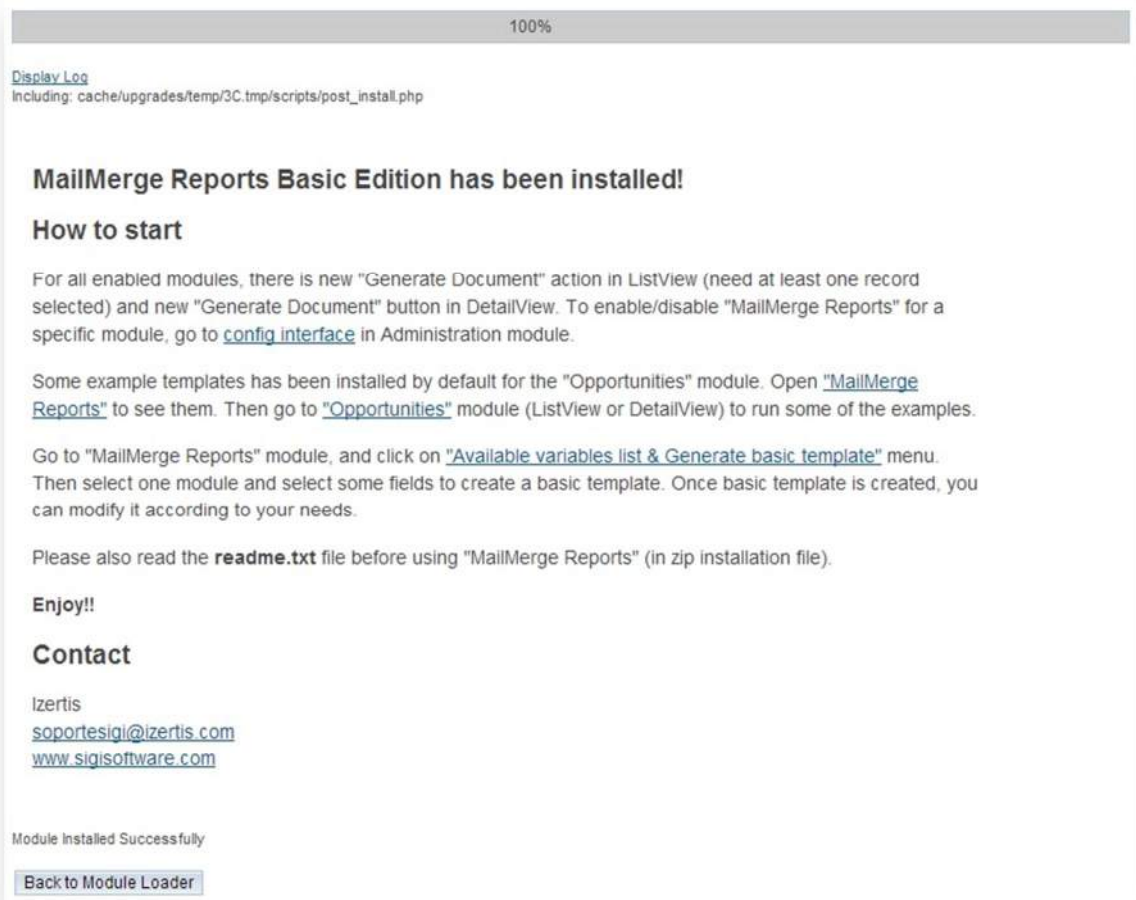 100%
Display Log
Including: cache/upgrades/temp/3C.tmp/scripts/post_install.php
MailMerge Reports Basic Edition has been installed!
How to start
For all enabled modules, there is new "Generate Document" action in ListView (need at least one record
selected) and new "Generate Document" button in DetailView. To enable/disable "MailMerge Reports" for a
specific module, go to config interface in Administration module.
Some example templates has been installed by default for the "Opportunities" module. Open "MailMerge
Reports" to see them. Then go to "Opportunities" module (ListView or DetailView) to run some of the examples.
Go to "MailMerge Reports" module, and click on "Available variables list & Generate basic template" menu.
Then select one module and select some fields to create a basic template. Once basic template is created, you
can modify it according to your needs.
Please also read the readme.txt file before using "MailMerge Reports" (in zip installation file).
Enjoy!!
Contact
Izertis
soportesigi@izertis.com
www.sigisoftware.com
Module Installed Successfully
Back to Module Loader